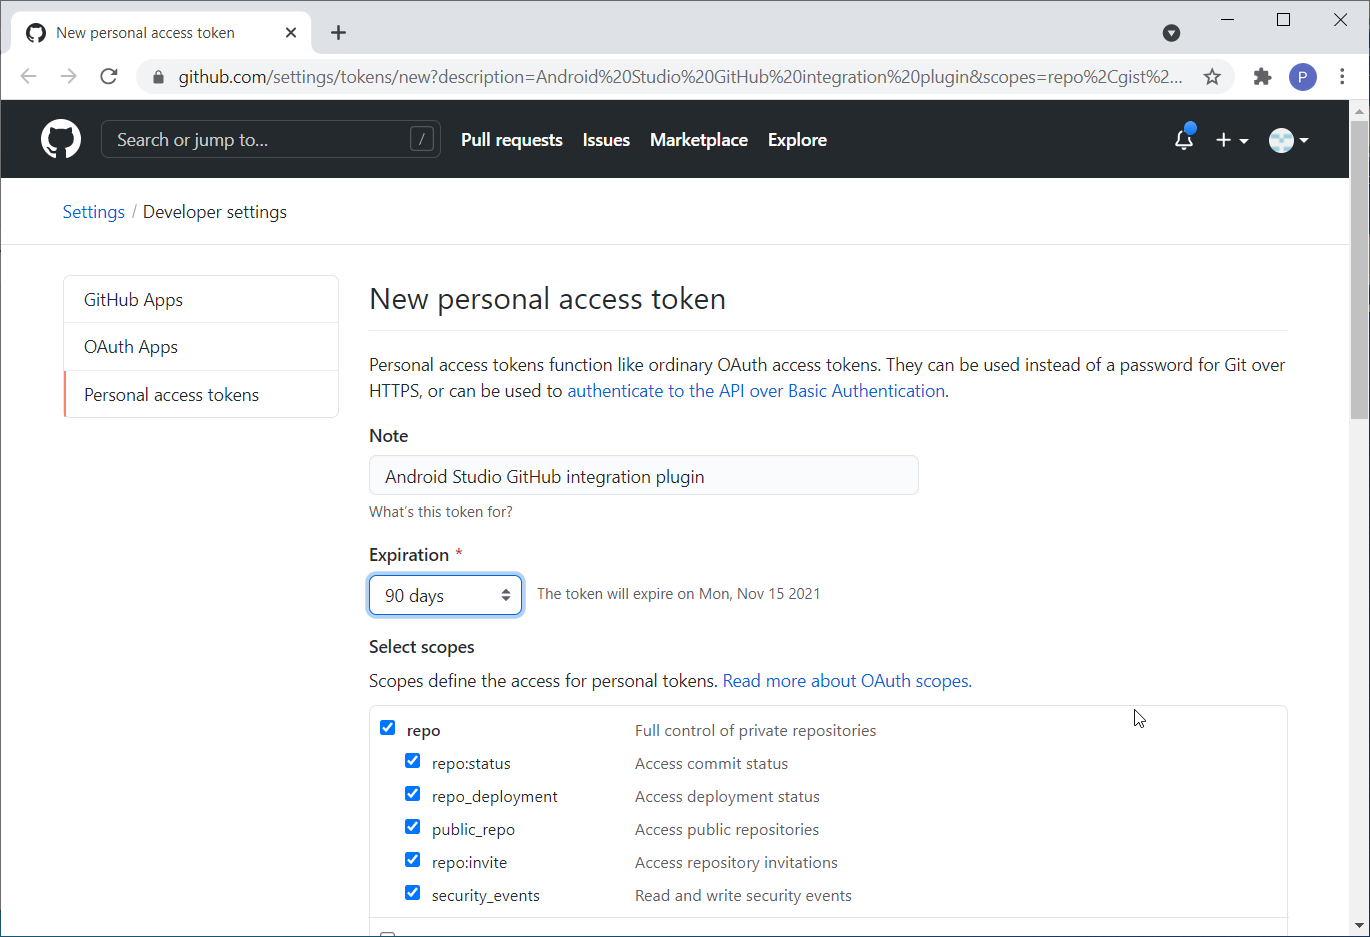 New personal access token
github.com/settings/tokens/new?description=Android%20Studio%20GitHub%20integration%20plugin&scopes=repo%2Cgist%2...
P
Search or jump to...
/
Pull requests
Issues
Marketplace
Explore
Settings / Developer settings
GitHub Apps
OAuth Apps
Personal access tokens
New personal access token
Personal access tokens function like ordinary OAuth access tokens. They can be used instead of a password for Git over
HTTPS, or can be used to authenticate to the API over Basic Authentication.
Note
Android Studio GitHub integration plugin
What's this token for?
Expiration *
90 days
The token will expire on Mon, Nov 15 2021
Select scopes
Scopes define the access for personal tokens. Read more about OAuth scopes.
repo Full control of private repositories
repo:status Access commit status
repo_deployment Access deployment status
public_repo Access public repositories
repo:invite Access repository invitations
security_events Read and write security events